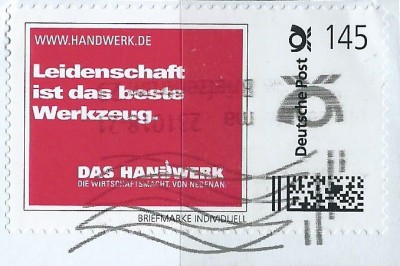 WWW.HANDWERK.DE
Leidenschaft
ist das beste
Werkzeug.
DAS HANDWERK
DIE WIRTSCHAFTSMACHT. VON NEBENAN.
BRIEFMARKE INDIVIDUELL
Deutsche Post
145